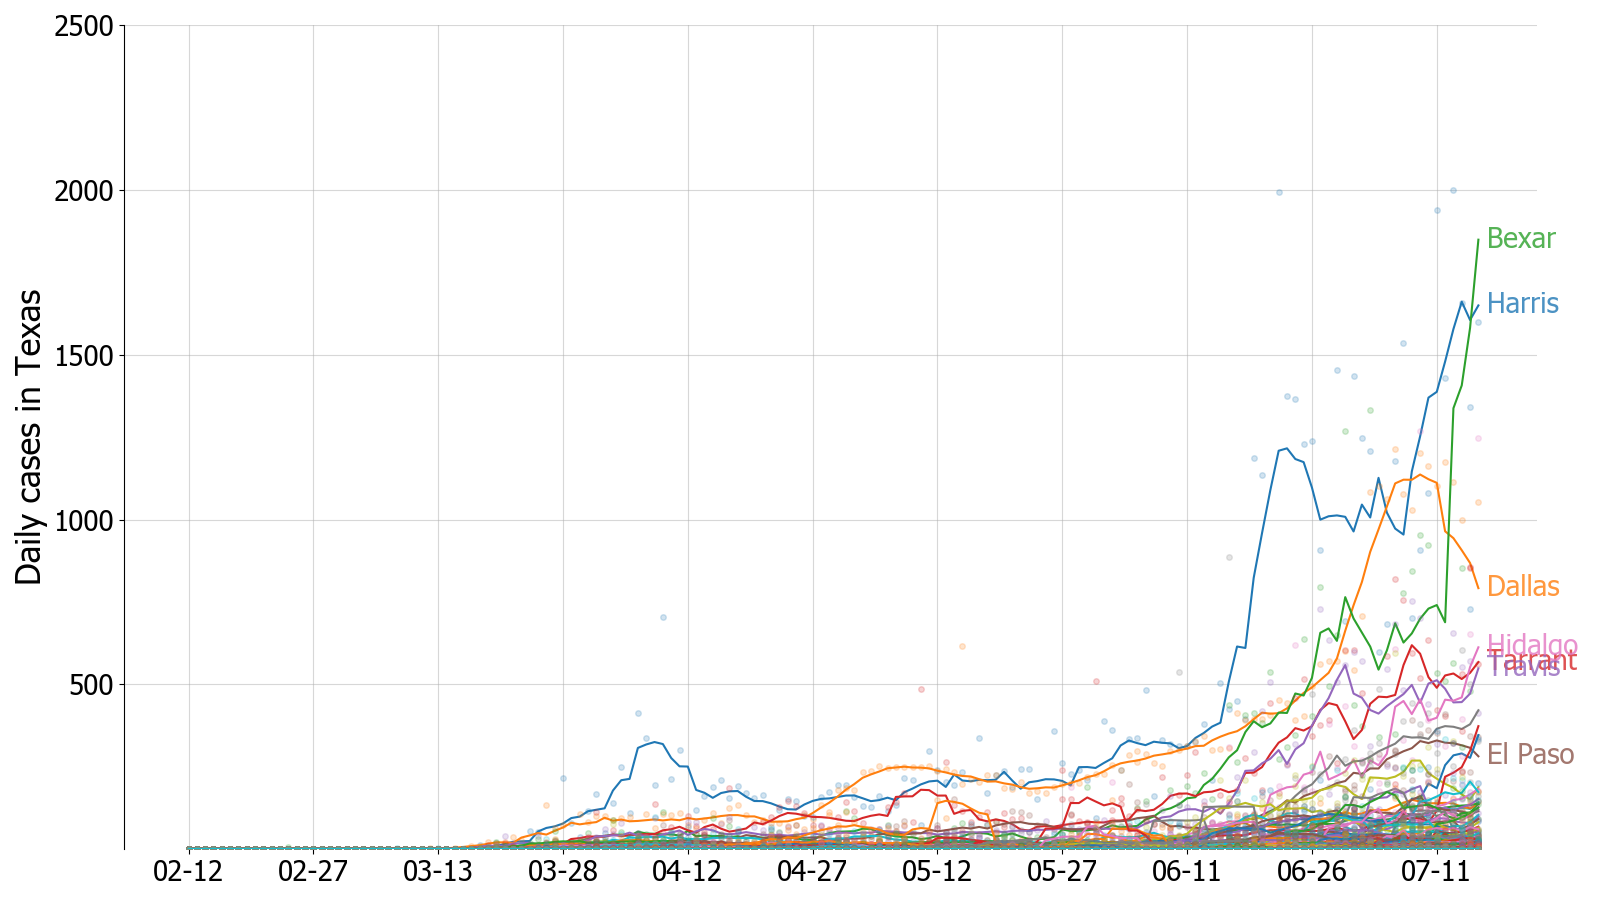 Daily cases in Texas
2500
2000
1500
1000
500
02-12
02-27
03-13
03-28
04-12
04-27
05-12
05-27
06-11
06-26
07-11
Bexar
Harris
Dallas
Hidalgo
Tarrant
Travis
El Paso